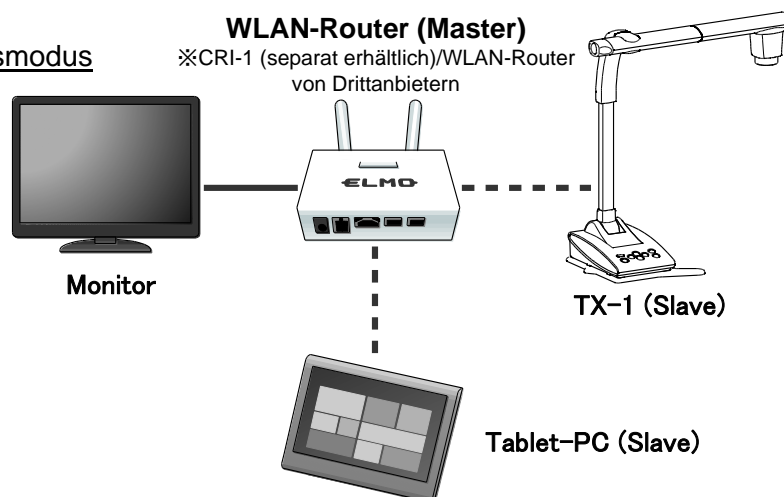 WLAN-Router (Master)
smodus
※CRI-1 (separat erhältlich)/WLAN-Router
von Drittanbietern
ELMO
Monitor
TX-1 (Slave)
Tablet-PC (Slave)